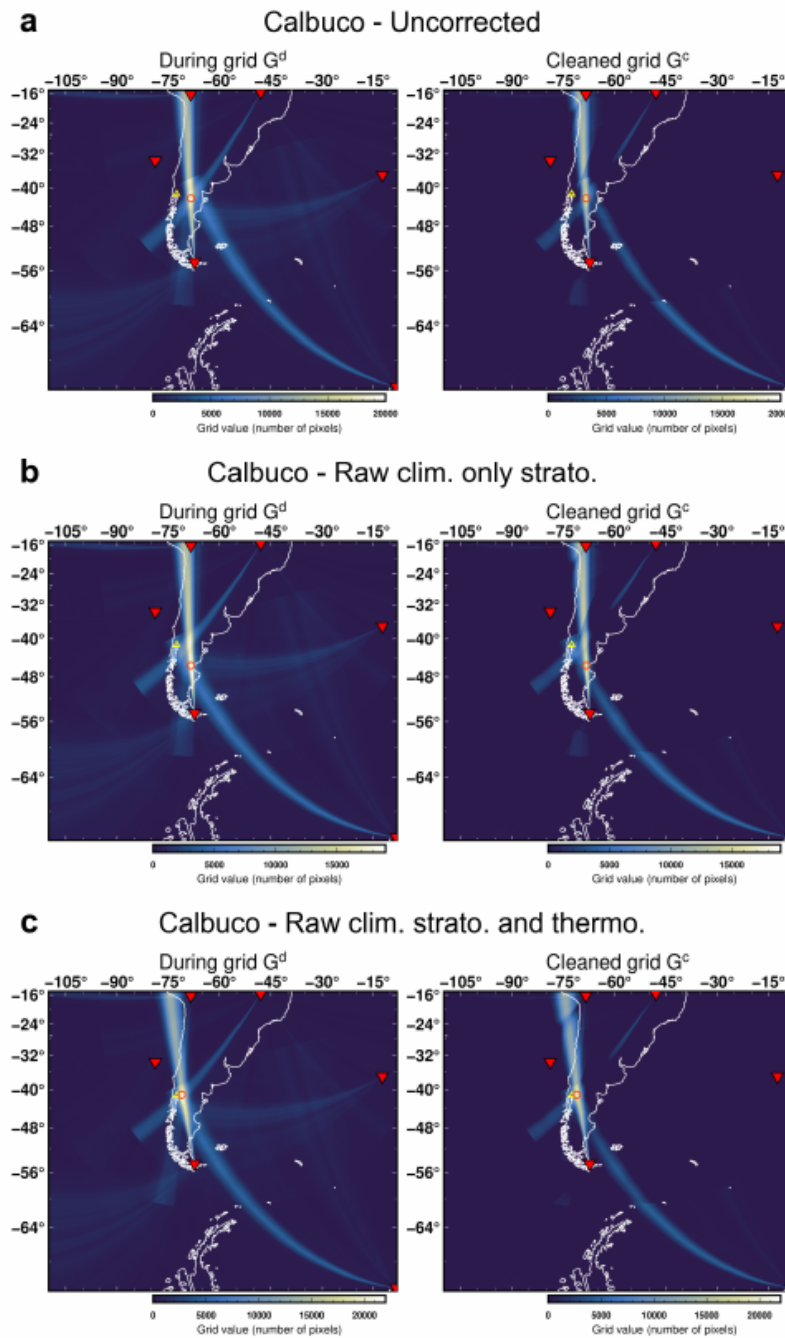 a Calbuco - Uncorrected
During grid Gᵈ Cleaned grid Gᶜ
−105° −90° −75° −60° −45° −30° −15° −90° −75° −60° −45° −30° −15°
−16° −16°
−24° −24°
−32° −32°
−40° −40°
−48° −48°
−56° −56°
−64° −64°
0 5000 10000 15000 20000 0 5000 10000 15000 2000
Grid value (number of pixels) Grid value (number of pixels)
b Calbuco - Raw clim. only strato.
During grid Gᵈ Cleaned grid Gᶜ
−105° −90° −75° −60° −45° −30° −15° −90° −75° −60° −45° −30° −15°
−16° −16°
−24° −24°
−32° −32°
−40° −40°
−48° −48°
−56° −56°
−64° −64°
0 5000 10000 15000 0 5000 10000 15000
Grid value (number of pixels) Grid value (number of pixels)
c Calbuco - Raw clim. strato. and thermo.
During grid Gᵈ Cleaned grid Gᶜ
−105° −90° −75° −60° −45° −30° −15° −90° −75° −60° −45° −30° −15°
−16° −16°
−24° −24°
−32° −32°
−40° −40°
−48° −48°
−56° −56°
−64° −64°
0 5000 10000 15000 20000 0 5000 10000 15000 20000
Grid value (number of pixels) Grid value (number of pixels)